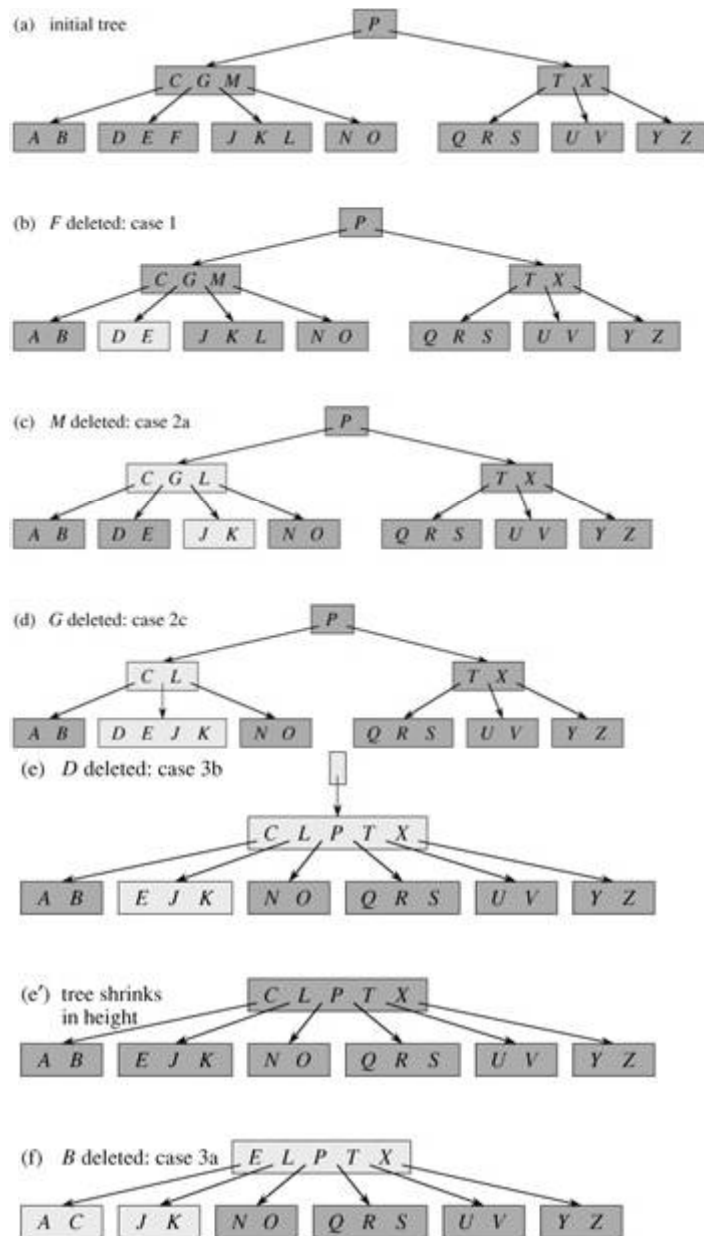 (a) initial tree
P
C G M T X
A B D E F J K L N O Q R S U V Y Z
(b) F deleted: case 1
P
C G M T X
A B D E J K L N O Q R S U V Y Z
(c) M deleted: case 2a
P
C G L T X
A B D E J K N O Q R S U V Y Z
(d) G deleted: case 2c
P
C L T X
A B D E J K N O Q R S U V Y Z
(e) D deleted: case 3b
C L P T X
A B E J K N O Q R S U V Y Z
(e′) tree shrinks
in height
C L P T X
A B E J K N O Q R S U V Y Z
(f) B deleted: case 3a
E L P T X
A C J K N O Q R S U V Y Z